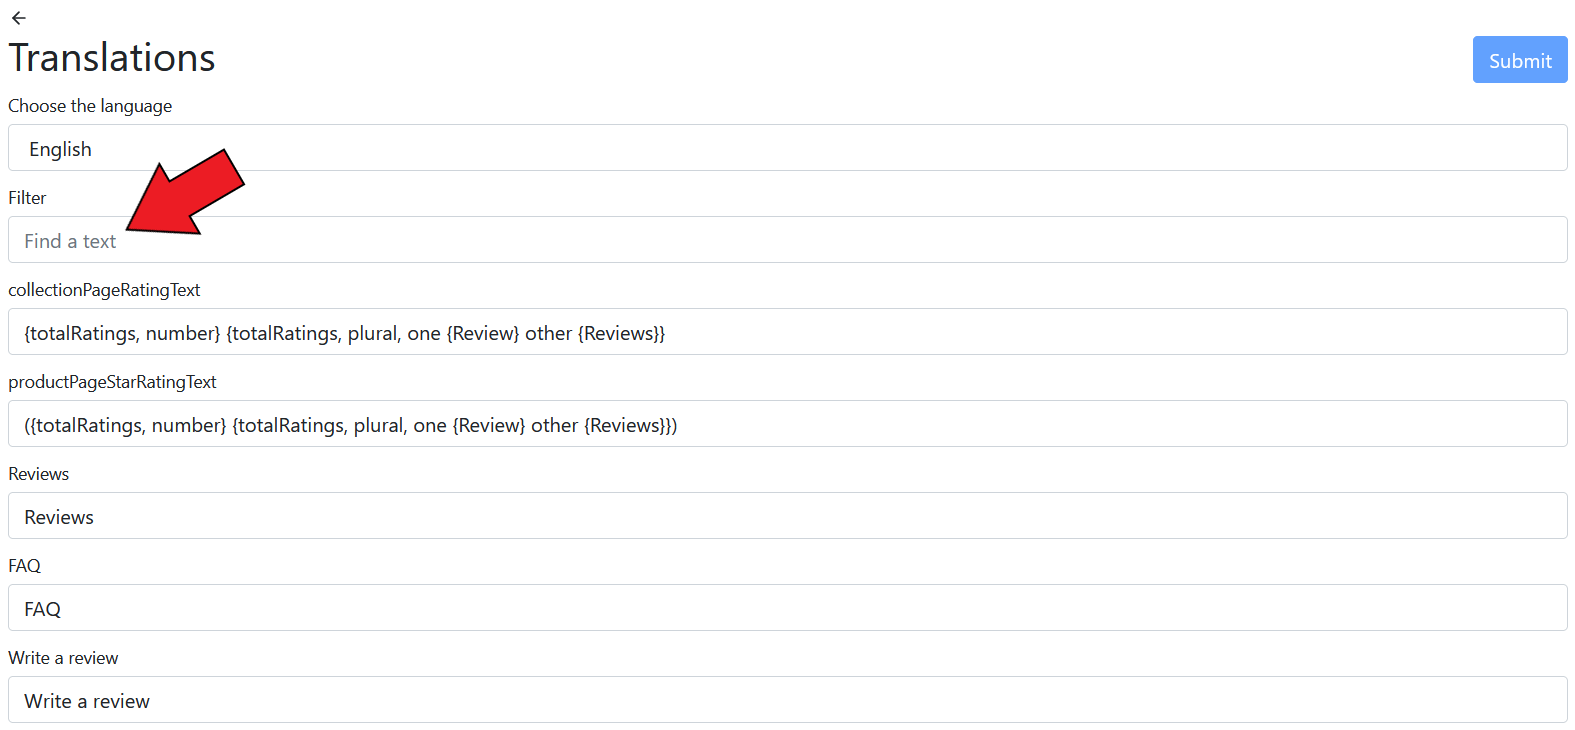 Translations
Submit
Choose the language
English
Filter
Find a text
collectionPageRatingText
{totalRatings, number} {totalRatings, plural, one {Review} other {Reviews}}
productPageStarRatingText
({totalRatings, number} {totalRatings, plural, one {Review} other {Reviews}})
Reviews
Reviews
FAQ
FAQ
Write a review
Write a review